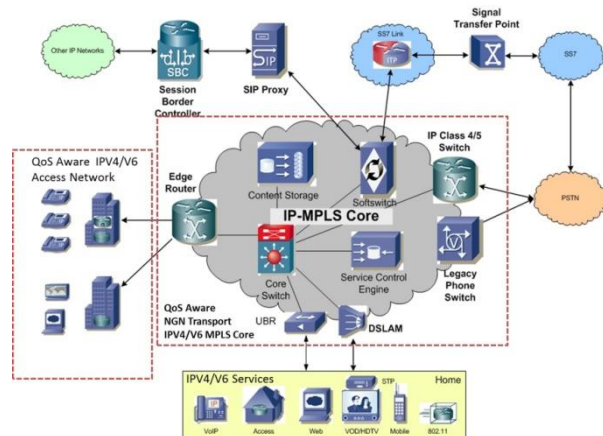 Other IP Networks
SBC
Session
Border
Controller
SIP
SIP Proxy
SS7 Link
ITP
Signal
Transfer Point
SS7
QoS Aware IPV4/V6
Access Network
Edge
Router
Content Storage
Softswitch
IP Class 4/5
Switch
IP-MPLS Core
PSTN
Core
Switch
Service Control
Engine
V
Legacy
Phone
Switch
QoS Aware
NGN Transport
IPV4/V6 MPLS Core
UBR
DSLAM
IPV4/V6 Services
STP
Home
VoIP
Access
Web
VOD/HDTV
Mobile
802.11